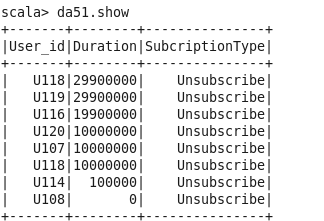 scala> da51.show
+-------+--------+---------------+
|User_id|Duration|SubcriptionType|
+-------+--------+---------------+
|   U118|29900000|    Unsubscribe|
|   U119|29900000|    Unsubscribe|
|   U116|19900000|    Unsubscribe|
|   U120|10000000|    Unsubscribe|
|   U107|10000000|    Unsubscribe|
|   U118|10000000|    Unsubscribe|
|   U114|  100000|    Unsubscribe|
|   U108|       0|    Unsubscribe|
+-------+--------+---------------+